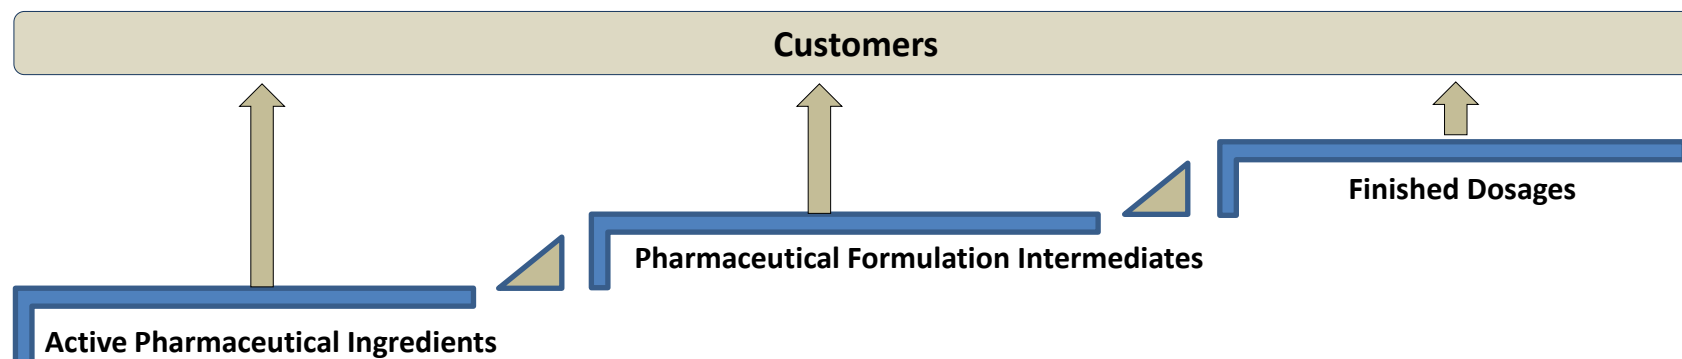 Customers
Finished Dosages
Pharmaceutical Formulation Intermediates
Active Pharmaceutical Ingredients